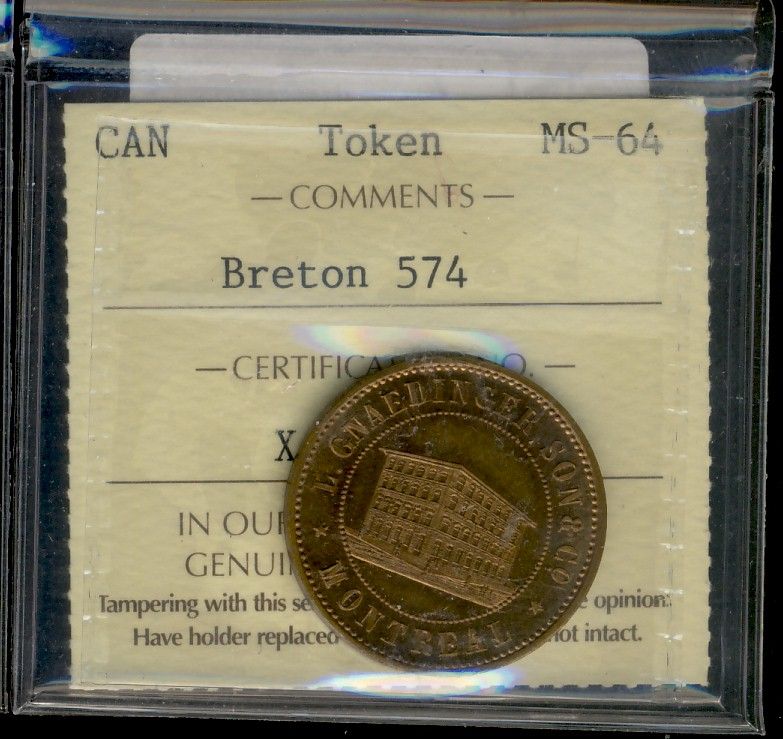 CAN Token MS-64
— COMMENTS —
Breton 574
— CERTIFICA NO. —
X
IN OUR
GENUI
Tampering with this se e opinion.
Have holder replaced not intact.
L. GNAEDINGER, SON & CO
MONTREAL